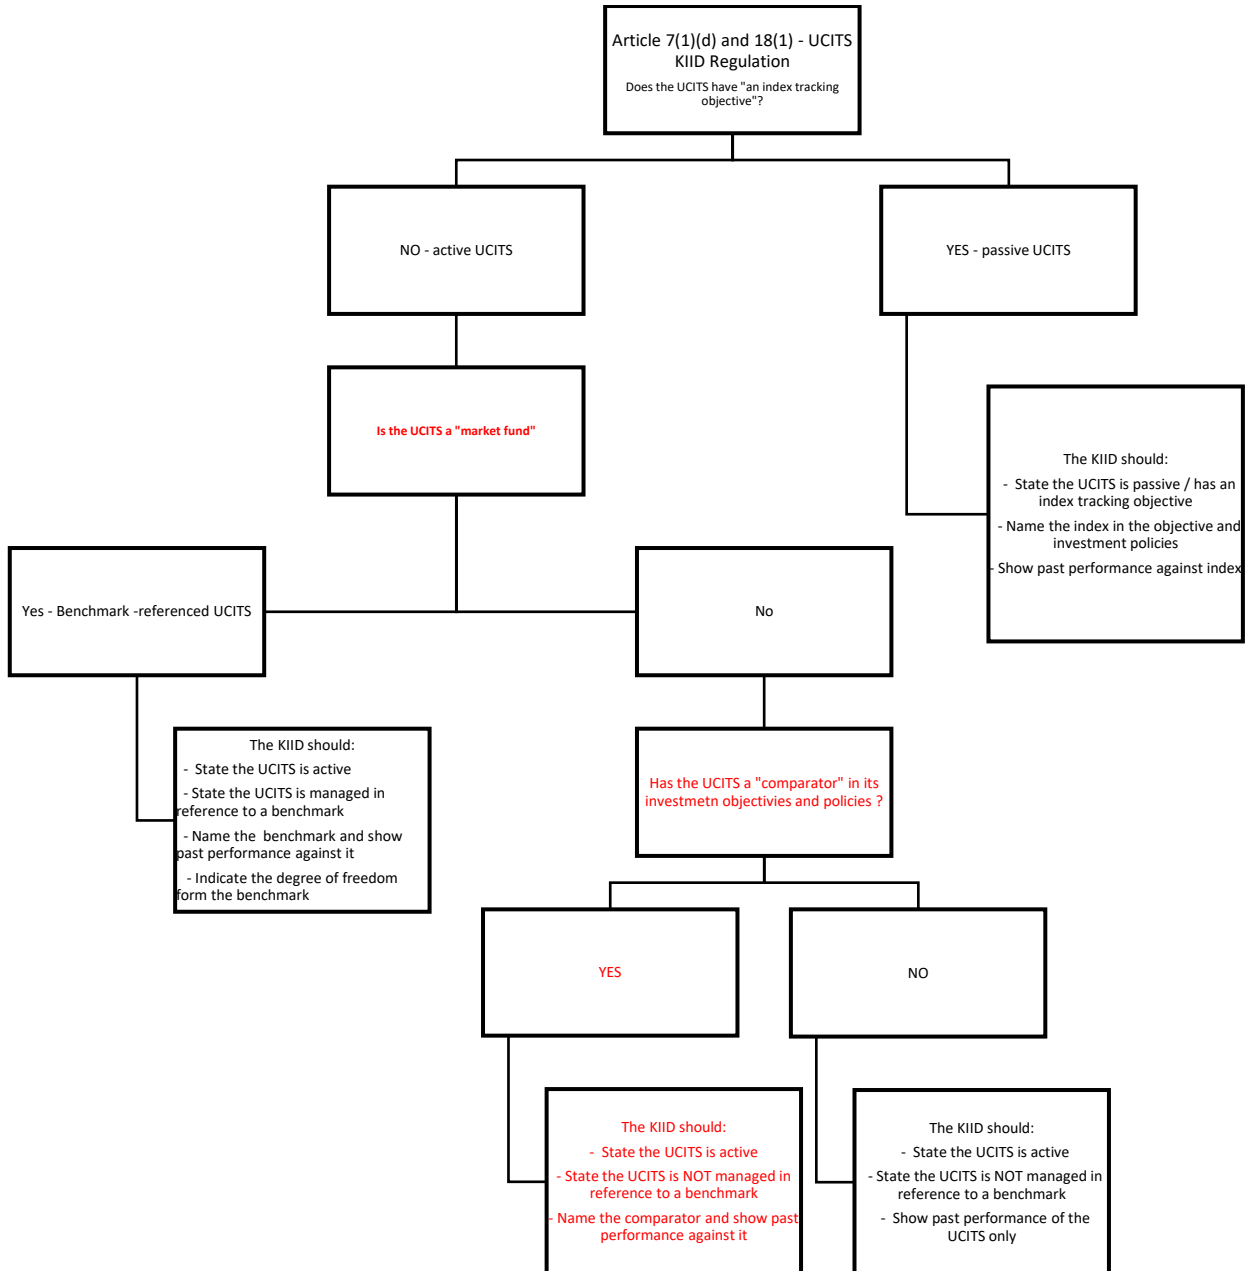 Article 7(1)(d) and 18(1) - UCITS
KIID Regulation
Does the UCITS have "an index tracking
objective"?
NO - active UCITS
YES - passive UCITS
Is the UCITS a "market fund"
The KIID should:
- State the UCITS is passive / has an
index tracking objective
- Name the index in the objective and
investment policies
- Show past performance against index
Yes - Benchmark -referenced UCITS
No
The KIID should:
- State the UCITS is active
- State the UCITS is managed in
reference to a benchmark
- Name the benchmark and show
past performance against it
- Indicate the degree of freedom
form the benchmark
Has the UCITS a "comparator" in its
investmetn objectivies and policies ?
YES
NO
The KIID should:
- State the UCITS is active
- State the UCITS is NOT managed in
reference to a benchmark
- Name the comparator and show past
performance against it
The KIID should:
- State the UCITS is active
- State the UCITS is NOT managed in
reference to a benchmark
- Show past performance of the
UCITS only